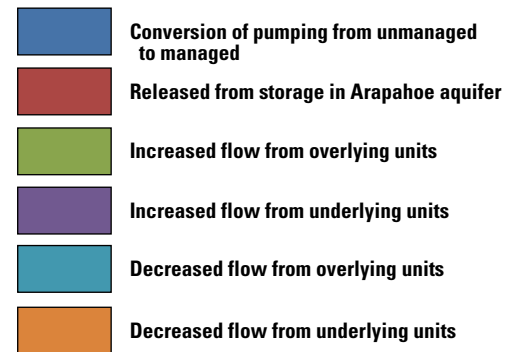 Conversion of pumping from unmanaged
to managed
Released from storage in Arapahoe aquifer
Increased flow from overlying units
Increased flow from underlying units
Decreased flow from overlying units
Decreased flow from underlying units